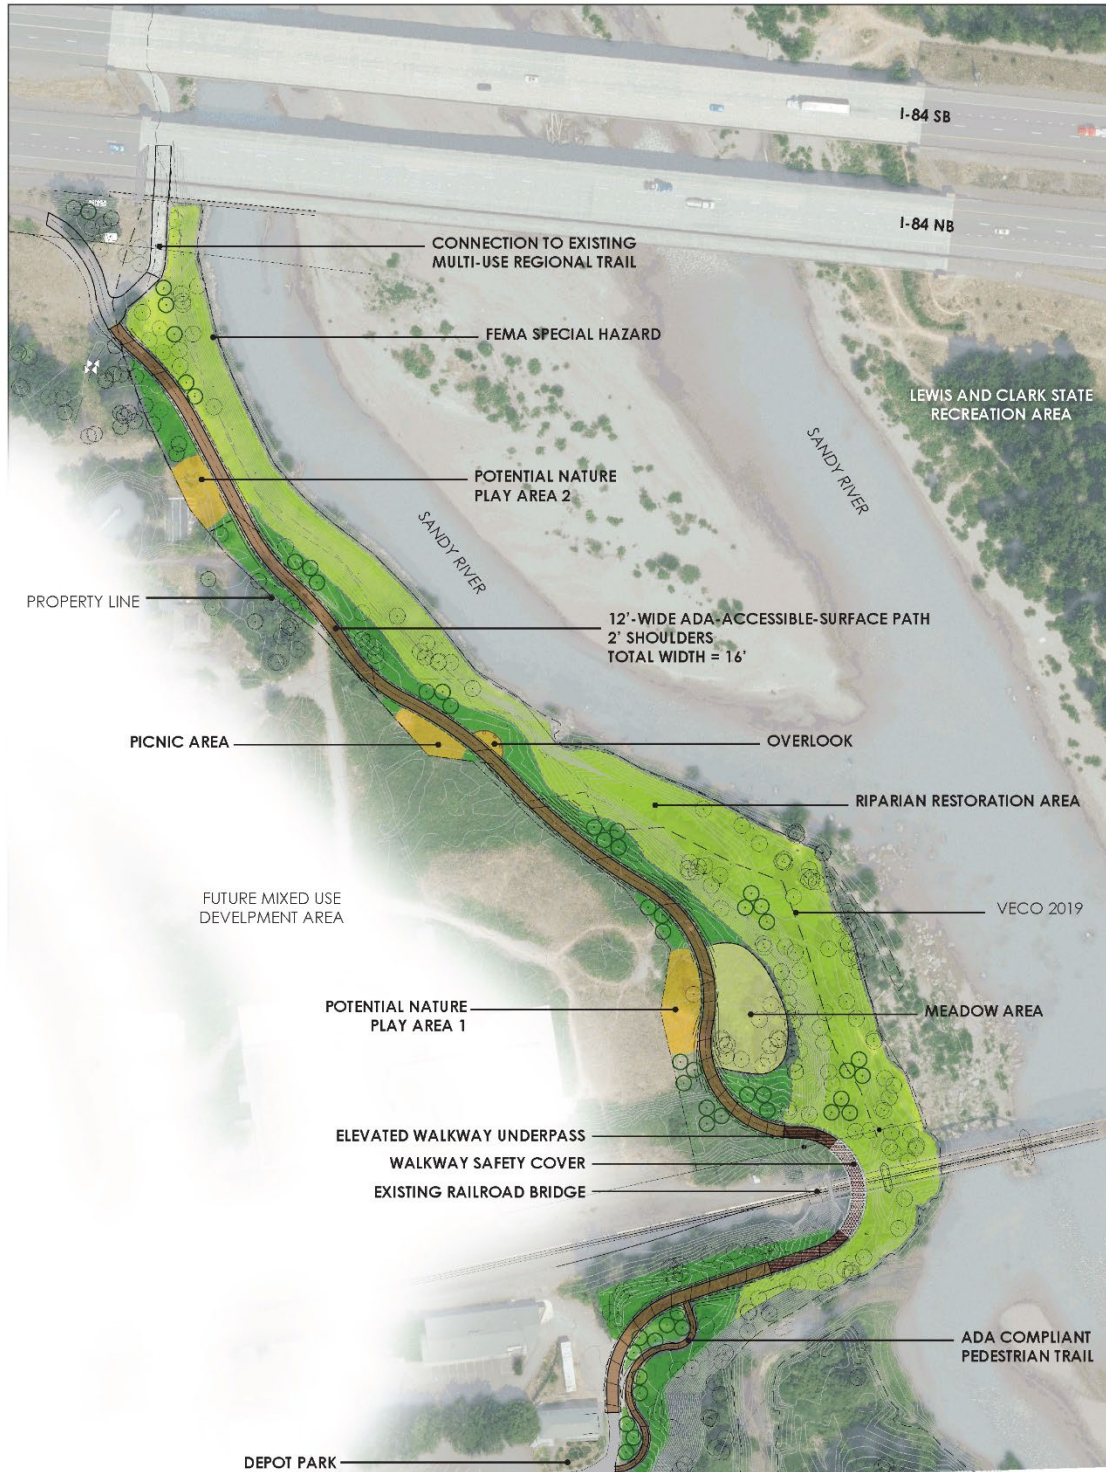 I-84 SB
I-84 NB
CONNECTION TO EXISTING
MULTI-USE REGIONAL TRAIL
FEMA SPECIAL HAZARD
LEWIS AND CLARK STATE
RECREATION AREA
SANDY RIVER
SANDY RIVER
POTENTIAL NATURE
PLAY AREA 2
PROPERTY LINE
12'-WIDE ADA-ACCESSIBLE-SURFACE PATH
2' SHOULDERS
TOTAL WIDTH = 16'
PICNIC AREA
OVERLOOK
RIPARIAN RESTORATION AREA
FUTURE MIXED USE
DEVELPMENT AREA
VECO 2019
POTENTIAL NATURE
PLAY AREA 1
MEADOW AREA
ELEVATED WALKWAY UNDERPASS
WALKWAY SAFETY COVER
EXISTING RAILROAD BRIDGE
ADA COMPLIANT
PEDESTRIAN TRAIL
DEPOT PARK